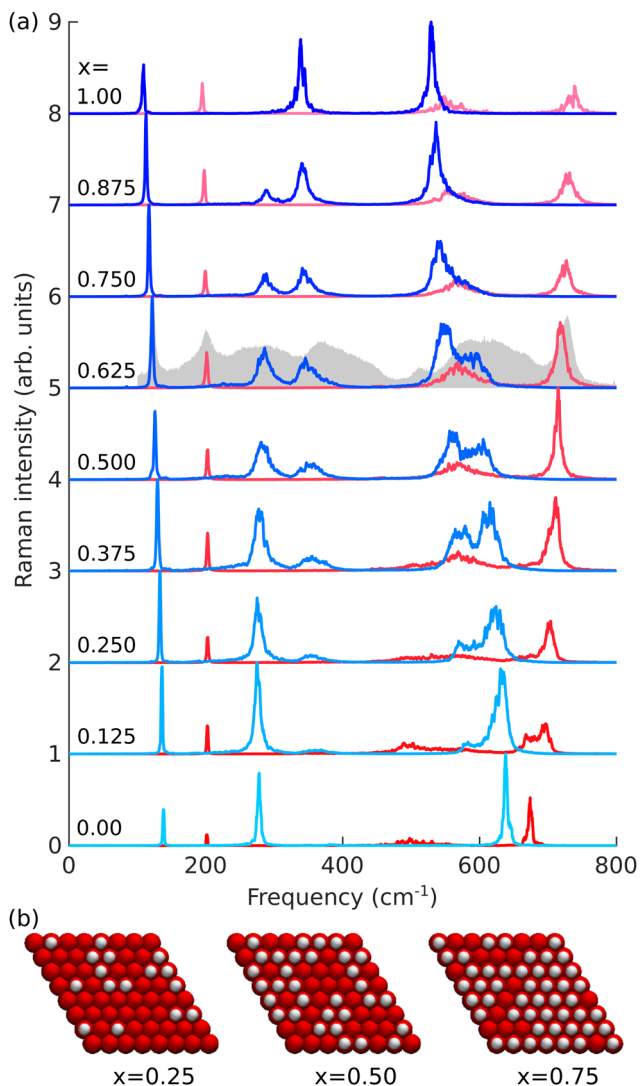 (a)
9
x=
1.00
8
0.875
7
0.750
6
0.625
5
0.500
4
0.375
3
0.250
2
0.125
1
0.00
0
Raman intensity (arb. units)
0 200 400 600 800
Frequency (cm⁻¹)
(b)
x=0.25 x=0.50 x=0.75